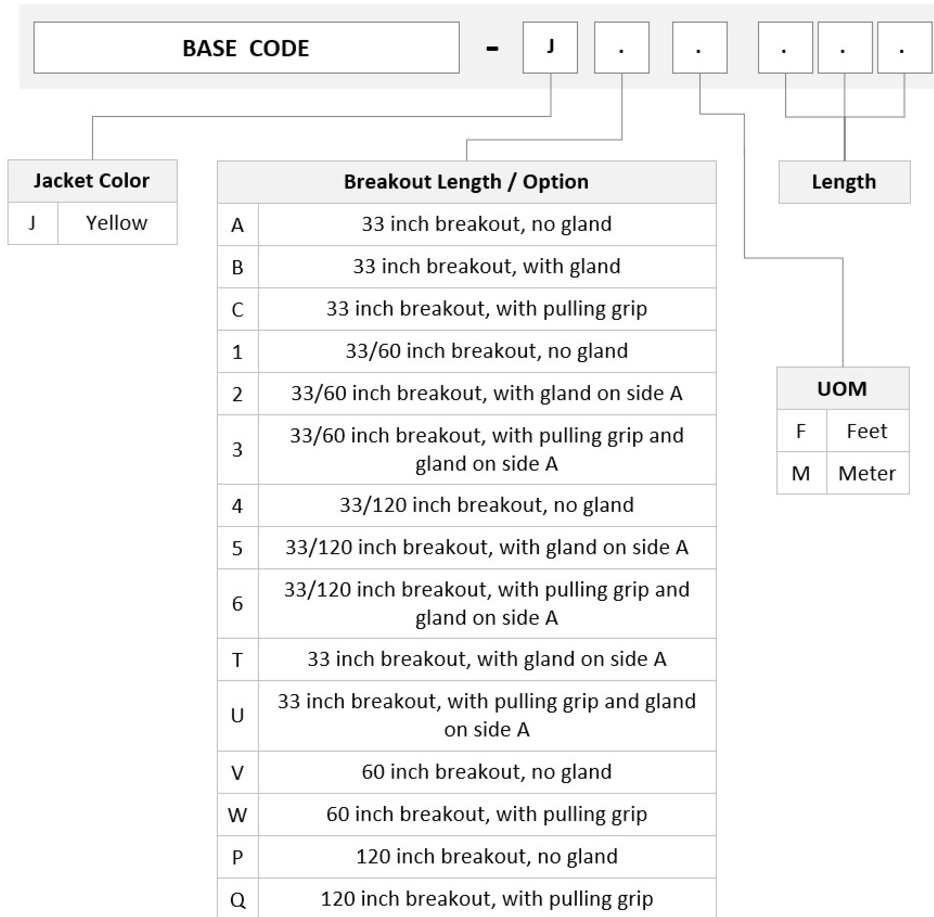 BASE CODE - J . . . . .
Jacket Color
J Yellow
Breakout Length / Option
A 33 inch breakout, no gland
B 33 inch breakout, with gland
C 33 inch breakout, with pulling grip
1 33/60 inch breakout, no gland
2 33/60 inch breakout, with gland on side A
3 33/60 inch breakout, with pulling grip and
gland on side A
4 33/120 inch breakout, no gland
5 33/120 inch breakout, with gland on side A
6 33/120 inch breakout, with pulling grip and
gland on side A
T 33 inch breakout, with gland on side A
U 33 inch breakout, with pulling grip and gland
on side A
V 60 inch breakout, no gland
W 60 inch breakout, with pulling grip
P 120 inch breakout, no gland
Q 120 inch breakout, with pulling grip
Length
UOM
F Feet
M Meter